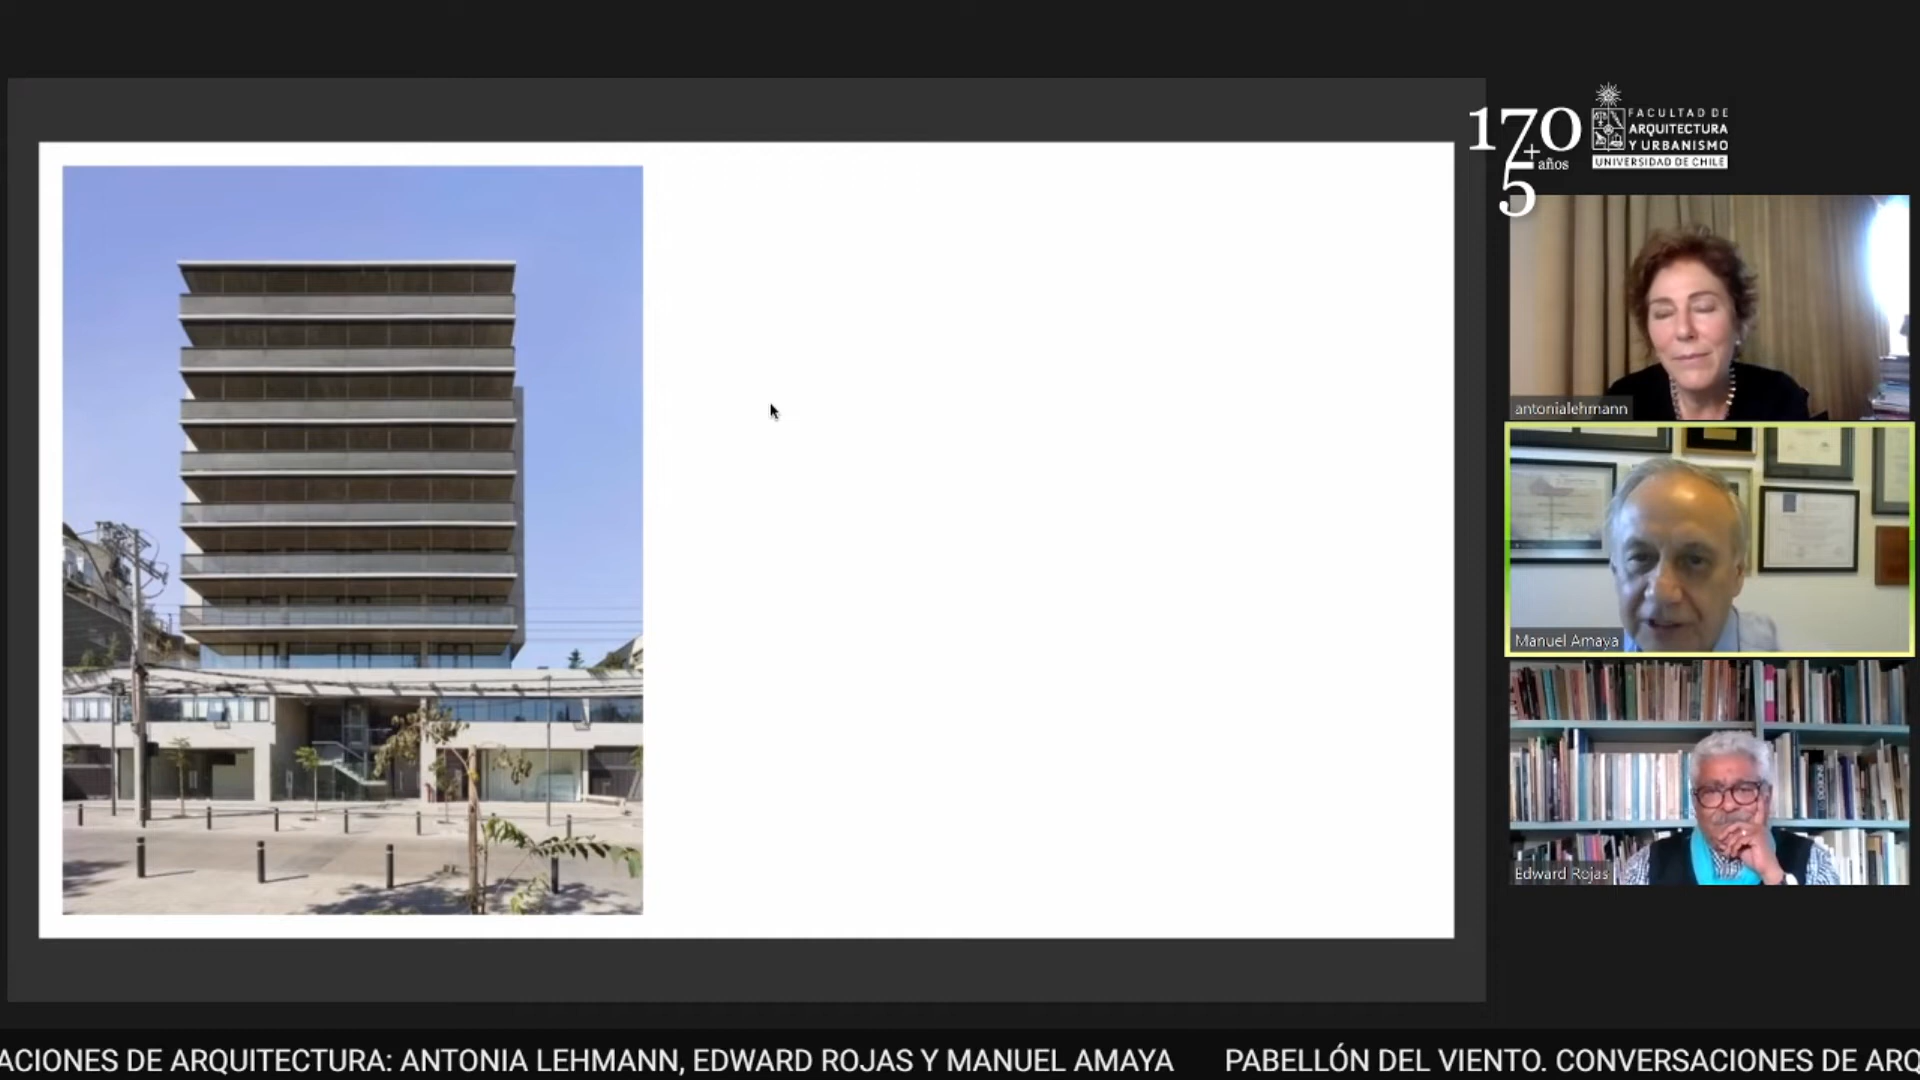 170
+
años
5
FACULTAD DE
ARQUITECTURA
Y URBANISMO
UNIVERSIDAD DE CHILE
antonialehmann
Manuel Amaya
Edward Rojas
ACIONES DE ARQUITECTURA: ANTONIA LEHMANN, EDWARD ROJAS Y MANUEL AMAYA PABELLÓN DEL VIENTO. CONVERSACIONES DE ARQ